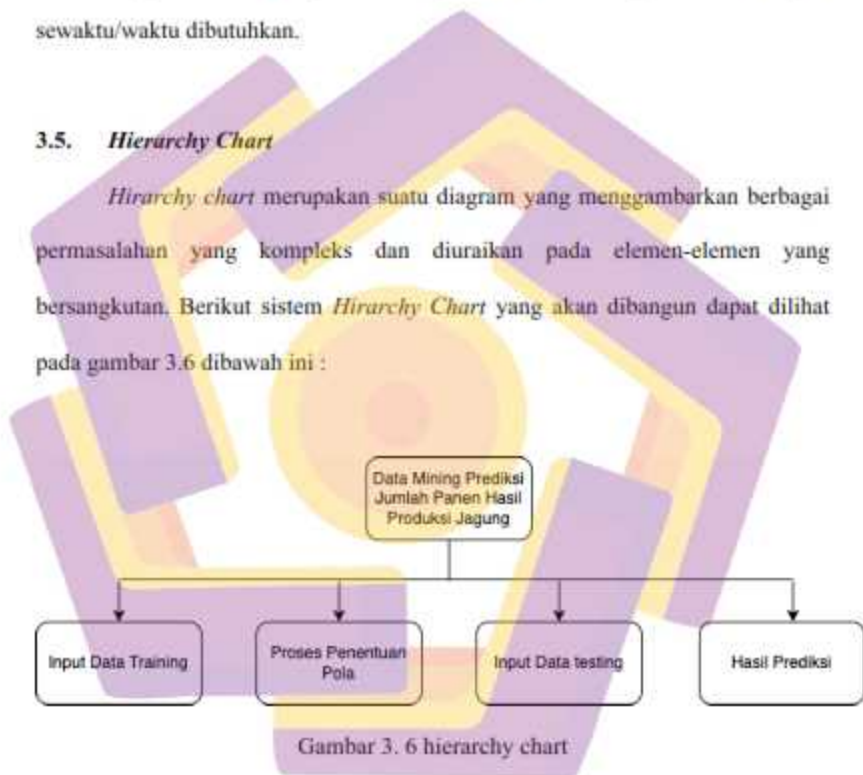 sewaktu/waktu dibutuhkan.
3.5. Hierarchy Chart
Hirarchy chart merupakan suatu diagram yang menggambarkan berbagai
permasalahan yang kompleks dan diuraikan pada elemen-elemen yang
bersangkutan. Berikut sistem Hirarchy Chart yang akan dibangun dapat dilihat
pada gambar 3.6 dibawah ini :
Data Mining Prediksi
Jumlah Panen Hasil
Produksi Jagung
Input Data Training
Proses Penentuan
Pola
Input Data testing
Hasil Prediksi
Gambar 3. 6 hierarchy chart